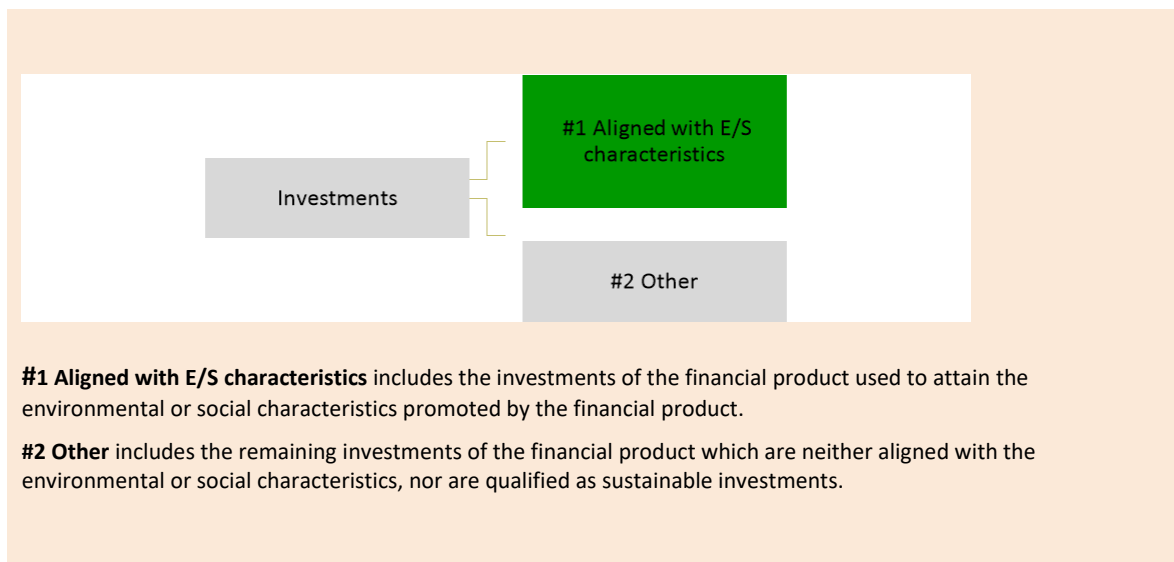 #1 Aligned with E/S
characteristics
Investments
#2 Other
#1 Aligned with E/S characteristics includes the investments of the financial product used to attain the
environmental or social characteristics promoted by the financial product.
#2 Other includes the remaining investments of the financial product which are neither aligned with the
environmental or social characteristics, nor are qualified as sustainable investments.